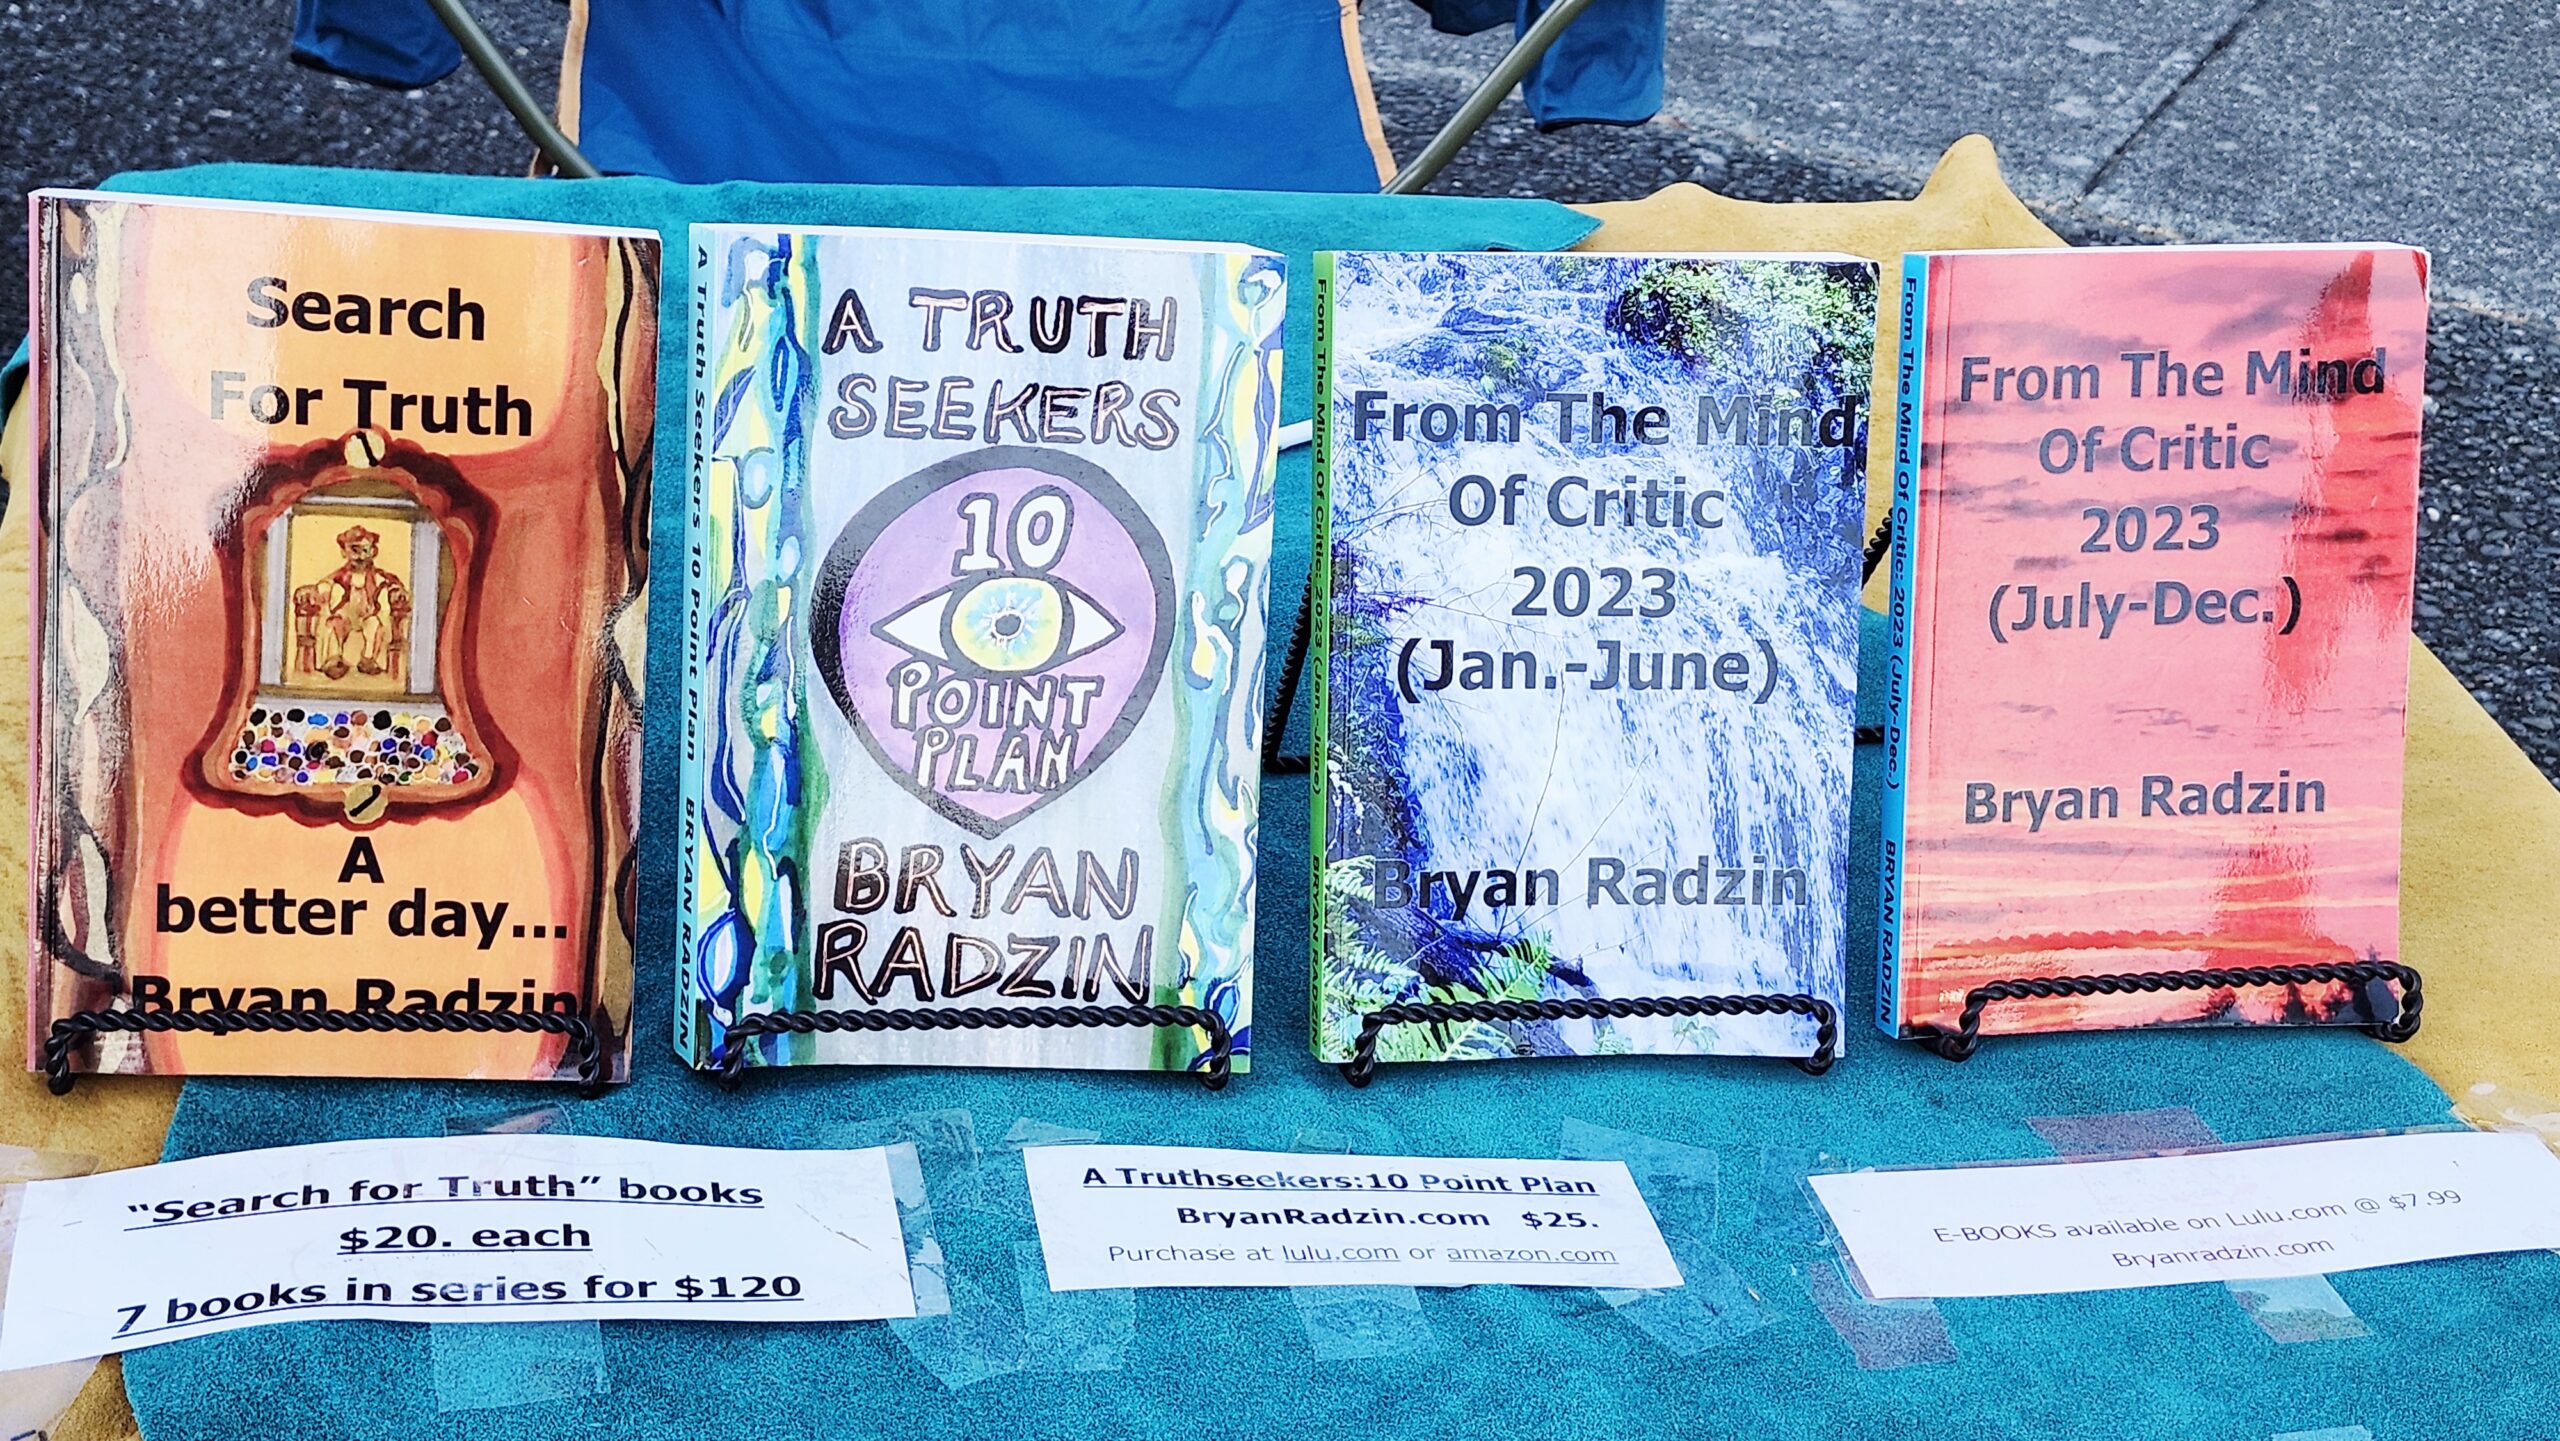 Search
For Truth
A
better day...
Bryan Radzin
A Truth Seekers 10 Point Plan BRYAN RADZIN
A TRUTH
SEEKERS
10
POINT
PLAN
BRYAN
RADZIN
From The Mind Of Critic: 2023 (Jan.-June) BRYAN RADZIN
From The Mind
Of Critic
2023
(Jan.-June)
Bryan Radzin
From The Mind Of Critic: 2023 (July-Dec.) BRYAN RADZIN
From The Mind
Of Critic
2023
(July-Dec.)
Bryan Radzin
"Search for Truth" books
$20. each
7 books in series for $120
A Truthseekers:10 Point Plan
BryanRadzin.com $25.
Purchase at lulu.com or amazon.com
E-BOOKS available on Lulu.com @ $7.99
Bryanradzin.com